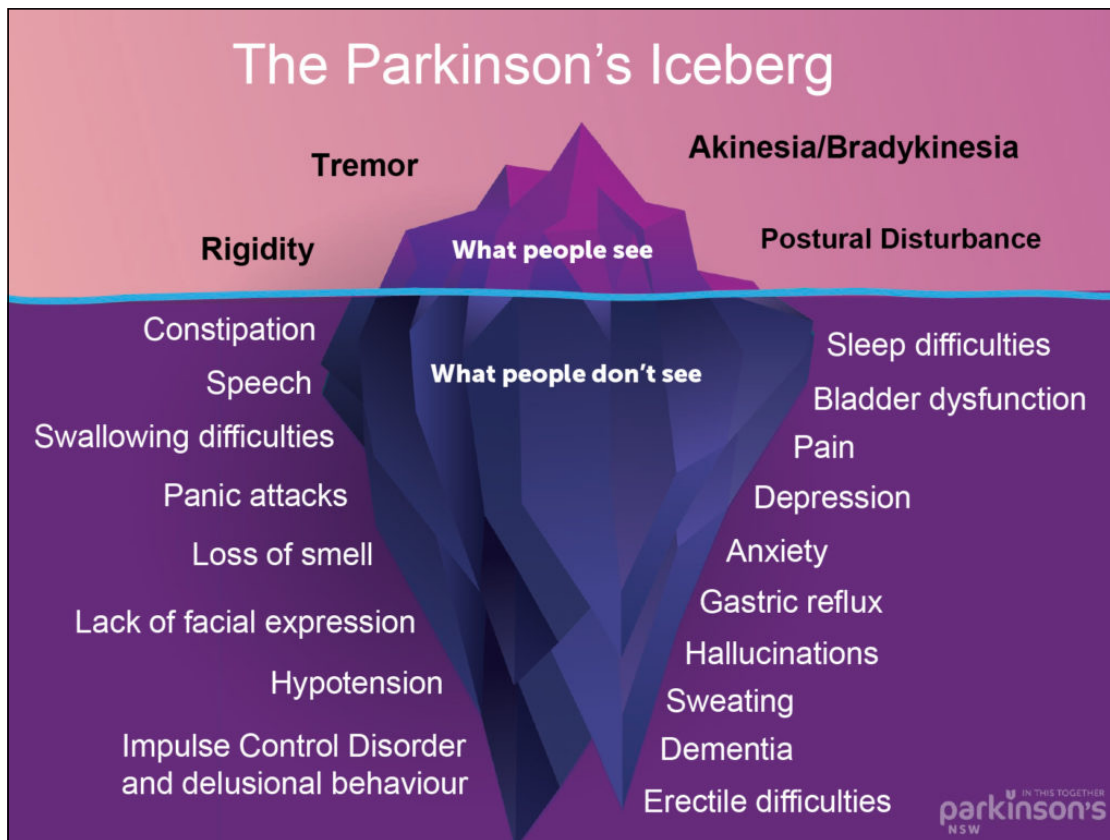 The Parkinson's Iceberg
Tremor
Akinesia/Bradykinesia
Rigidity
What people see
Postural Disturbance
Constipation
Speech
Swallowing difficulties
Panic attacks
Loss of smell
Lack of facial expression
Hypotension
Impulse Control Disorder
and delusional behaviour
What people don't see
Sleep difficulties
Bladder dysfunction
Pain
Depression
Anxiety
Gastric reflux
Hallucinations
Sweating
Dementia
Erectile difficulties
IN THIS TOGETHER
parkinson's
NSW